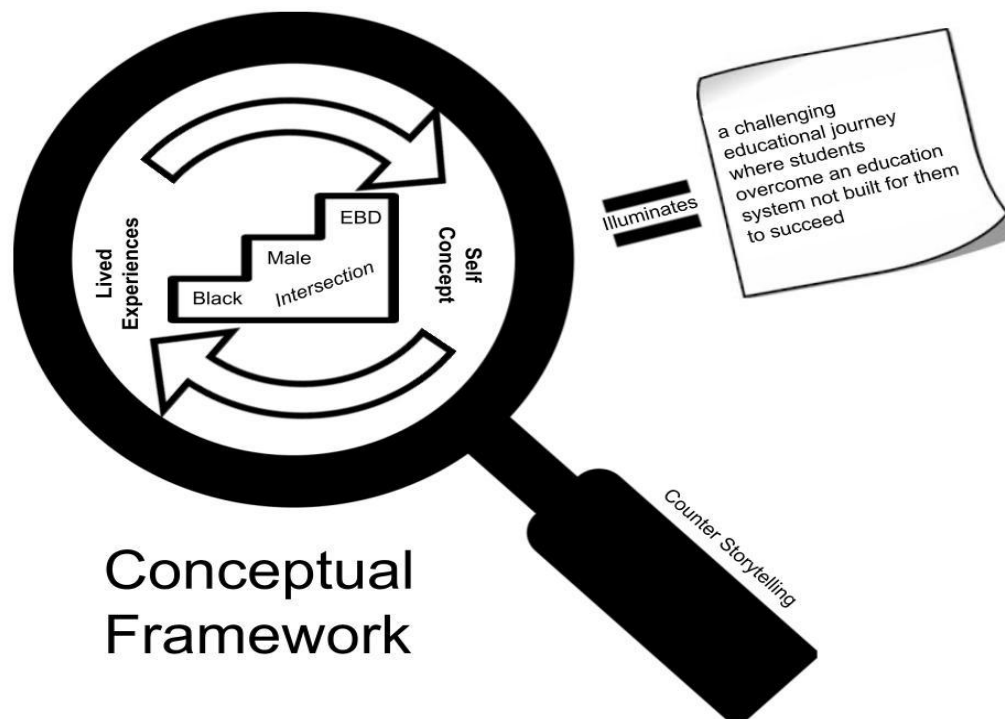 Lived
Experiences
EBD
Male
Black
Intersection
Self
Concept
Illuminates
a challenging
educational journey
where students
overcome an education
system not built for them
to succeed
Counter Storytelling
Conceptual
Framework